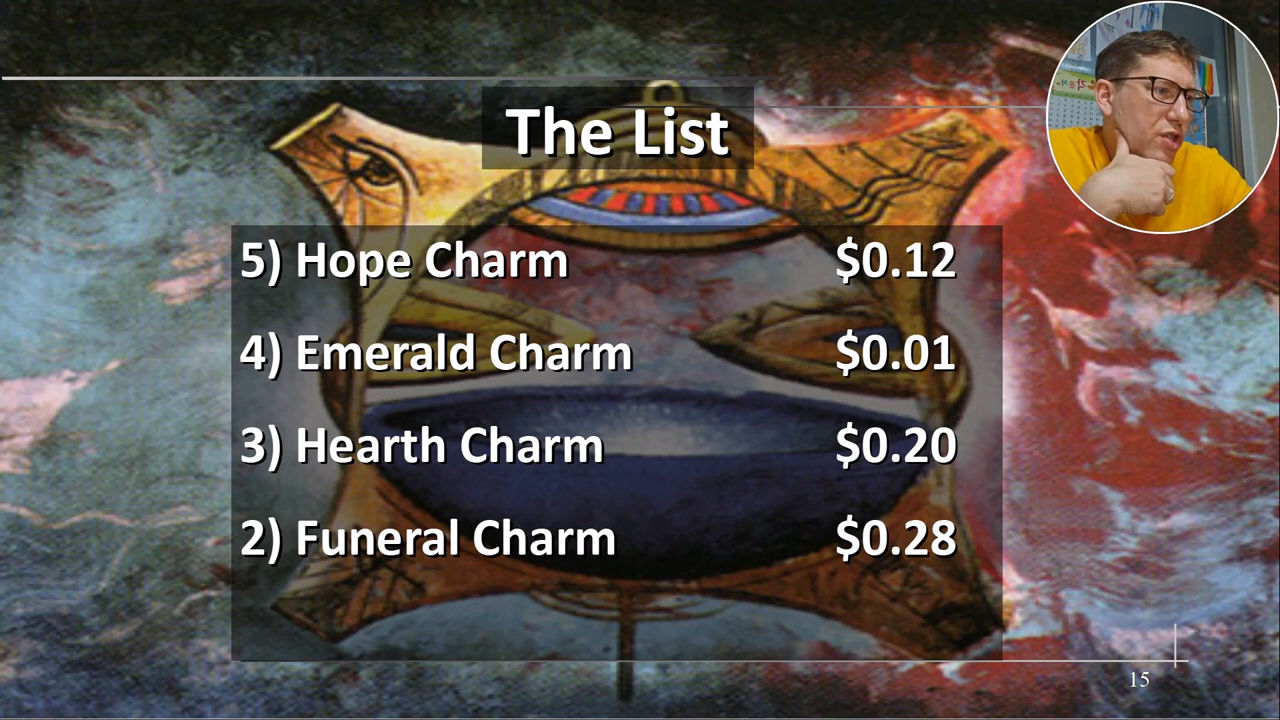 The List
5) Hope Charm $0.12
4) Emerald Charm $0.01
3) Hearth Charm $0.20
2) Funeral Charm $0.28
15